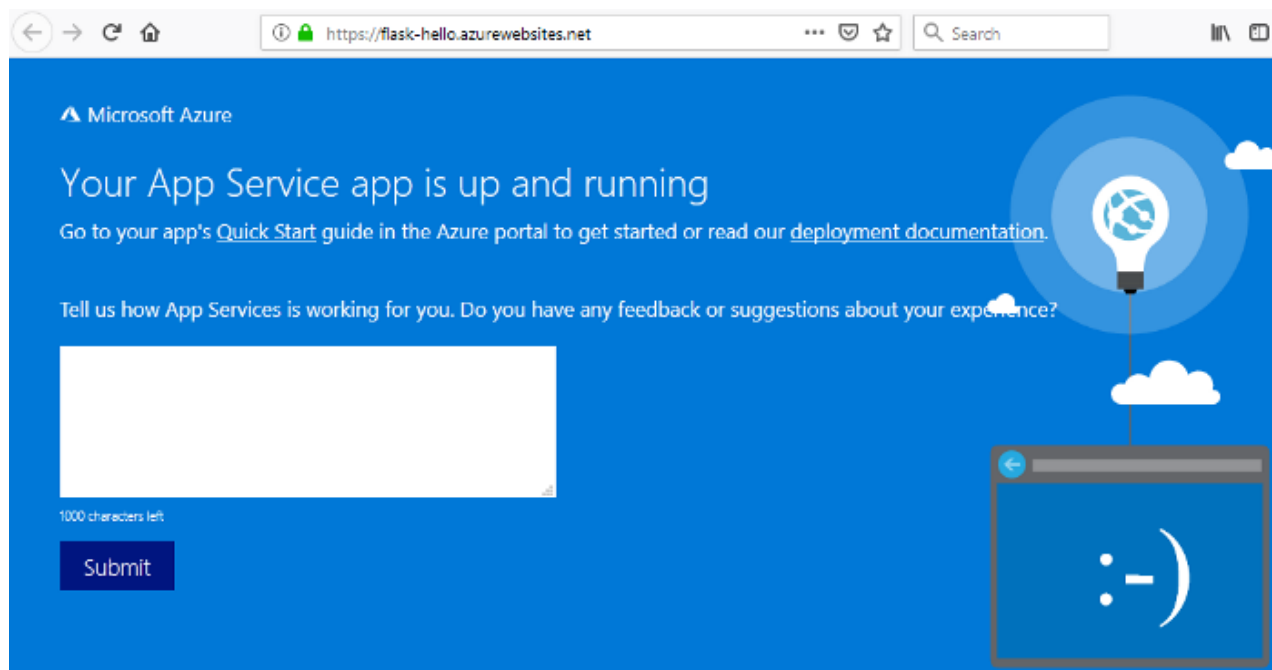 https://flask-hello.azurewebsites.net
Search
Microsoft Azure
Your App Service app is up and running
Go to your app's Quick Start guide in the Azure portal to get started or read our deployment documentation.
Tell us how App Services is working for you. Do you have any feedback or suggestions about your experience?
1000 characters left
Submit
:-)